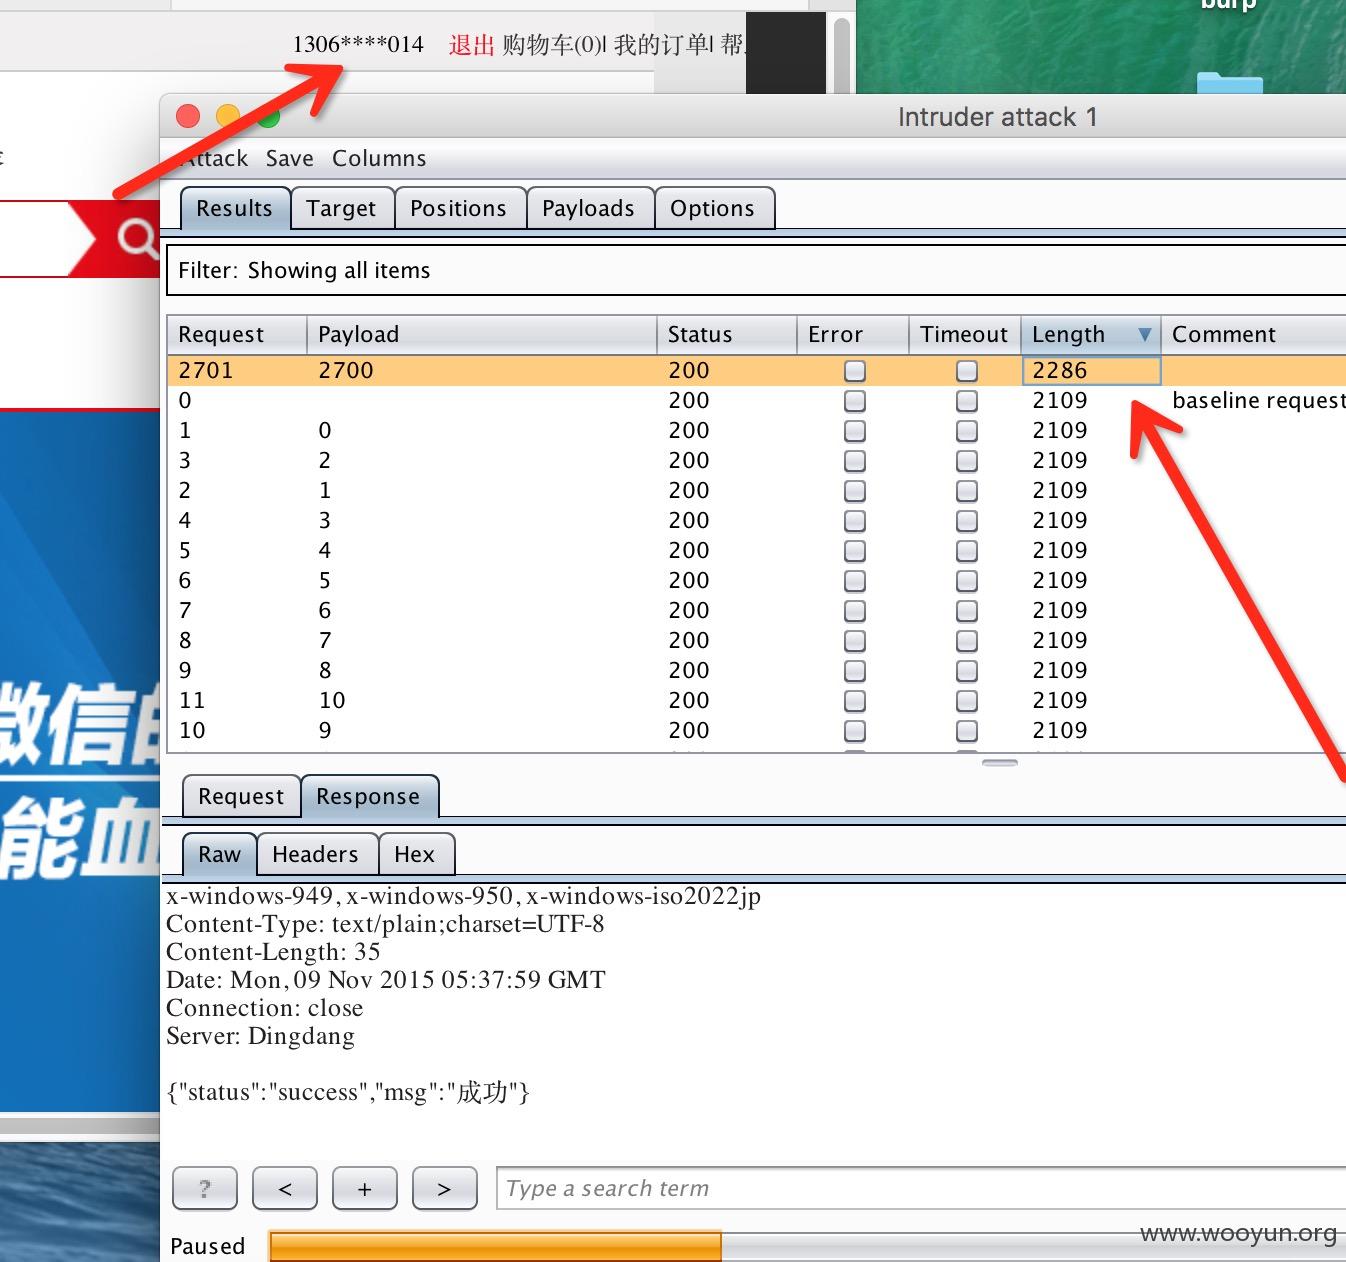 burp
1306****014 退出 购物车(0)| 我的订单| 帮
Intruder attack 1
Attack Save Columns
Results Target Positions Payloads Options
Filter: Showing all items
Request Payload Status Error Timeout Length Comment
2701 2700 200 2286
0 200 2109 baseline request
1 0 200 2109
3 2 200 2109
2 1 200 2109
4 3 200 2109
5 4 200 2109
6 5 200 2109
7 6 200 2109
8 7 200 2109
9 8 200 2109
11 10 200 2109
10 9 200 2109
微信的
能血
Request Response
Raw Headers Hex
x-windows-949, x-windows-950, x-windows-iso2022jp
Content-Type: text/plain;charset=UTF-8
Content-Length: 35
Date: Mon, 09 Nov 2015 05:37:59 GMT
Connection: close
Server: Dingdang
{"status":"success","msg":"成功"}
? < + > Type a search term
Paused
www.wooyun.org